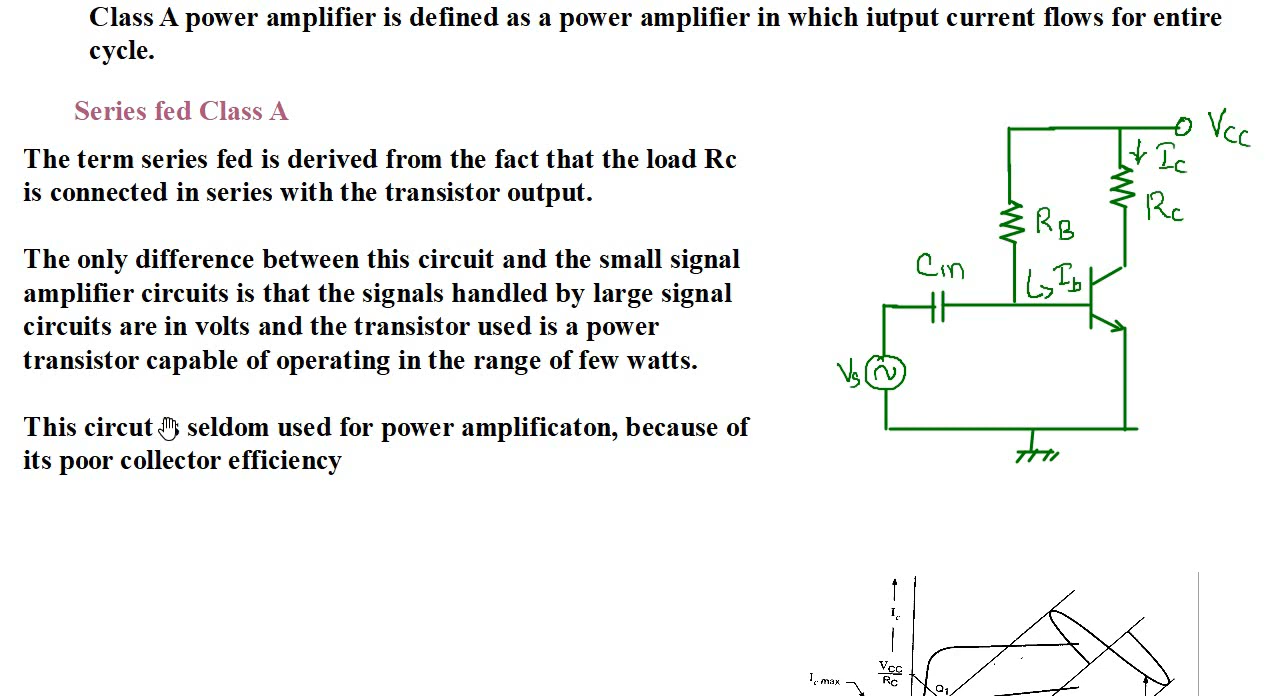 Class A power amplifier is defined as a power amplifier in which iutput current flows for entire
cycle.
Series fed Class A
The term series fed is derived from the fact that the load Rc
is connected in series with the transistor output.
The only difference between this circuit and the small signal
amplifier circuits is that the signals handled by large signal
circuits are in volts and the transistor used is a power
transistor capable of operating in the range of few watts.
This circut seldom used for power amplificaton, because of
its poor collector efficiency
VCC
IC
RC
RB
Cin
Ib
Vs
Ic
VCC
RC
Ic max
Q1